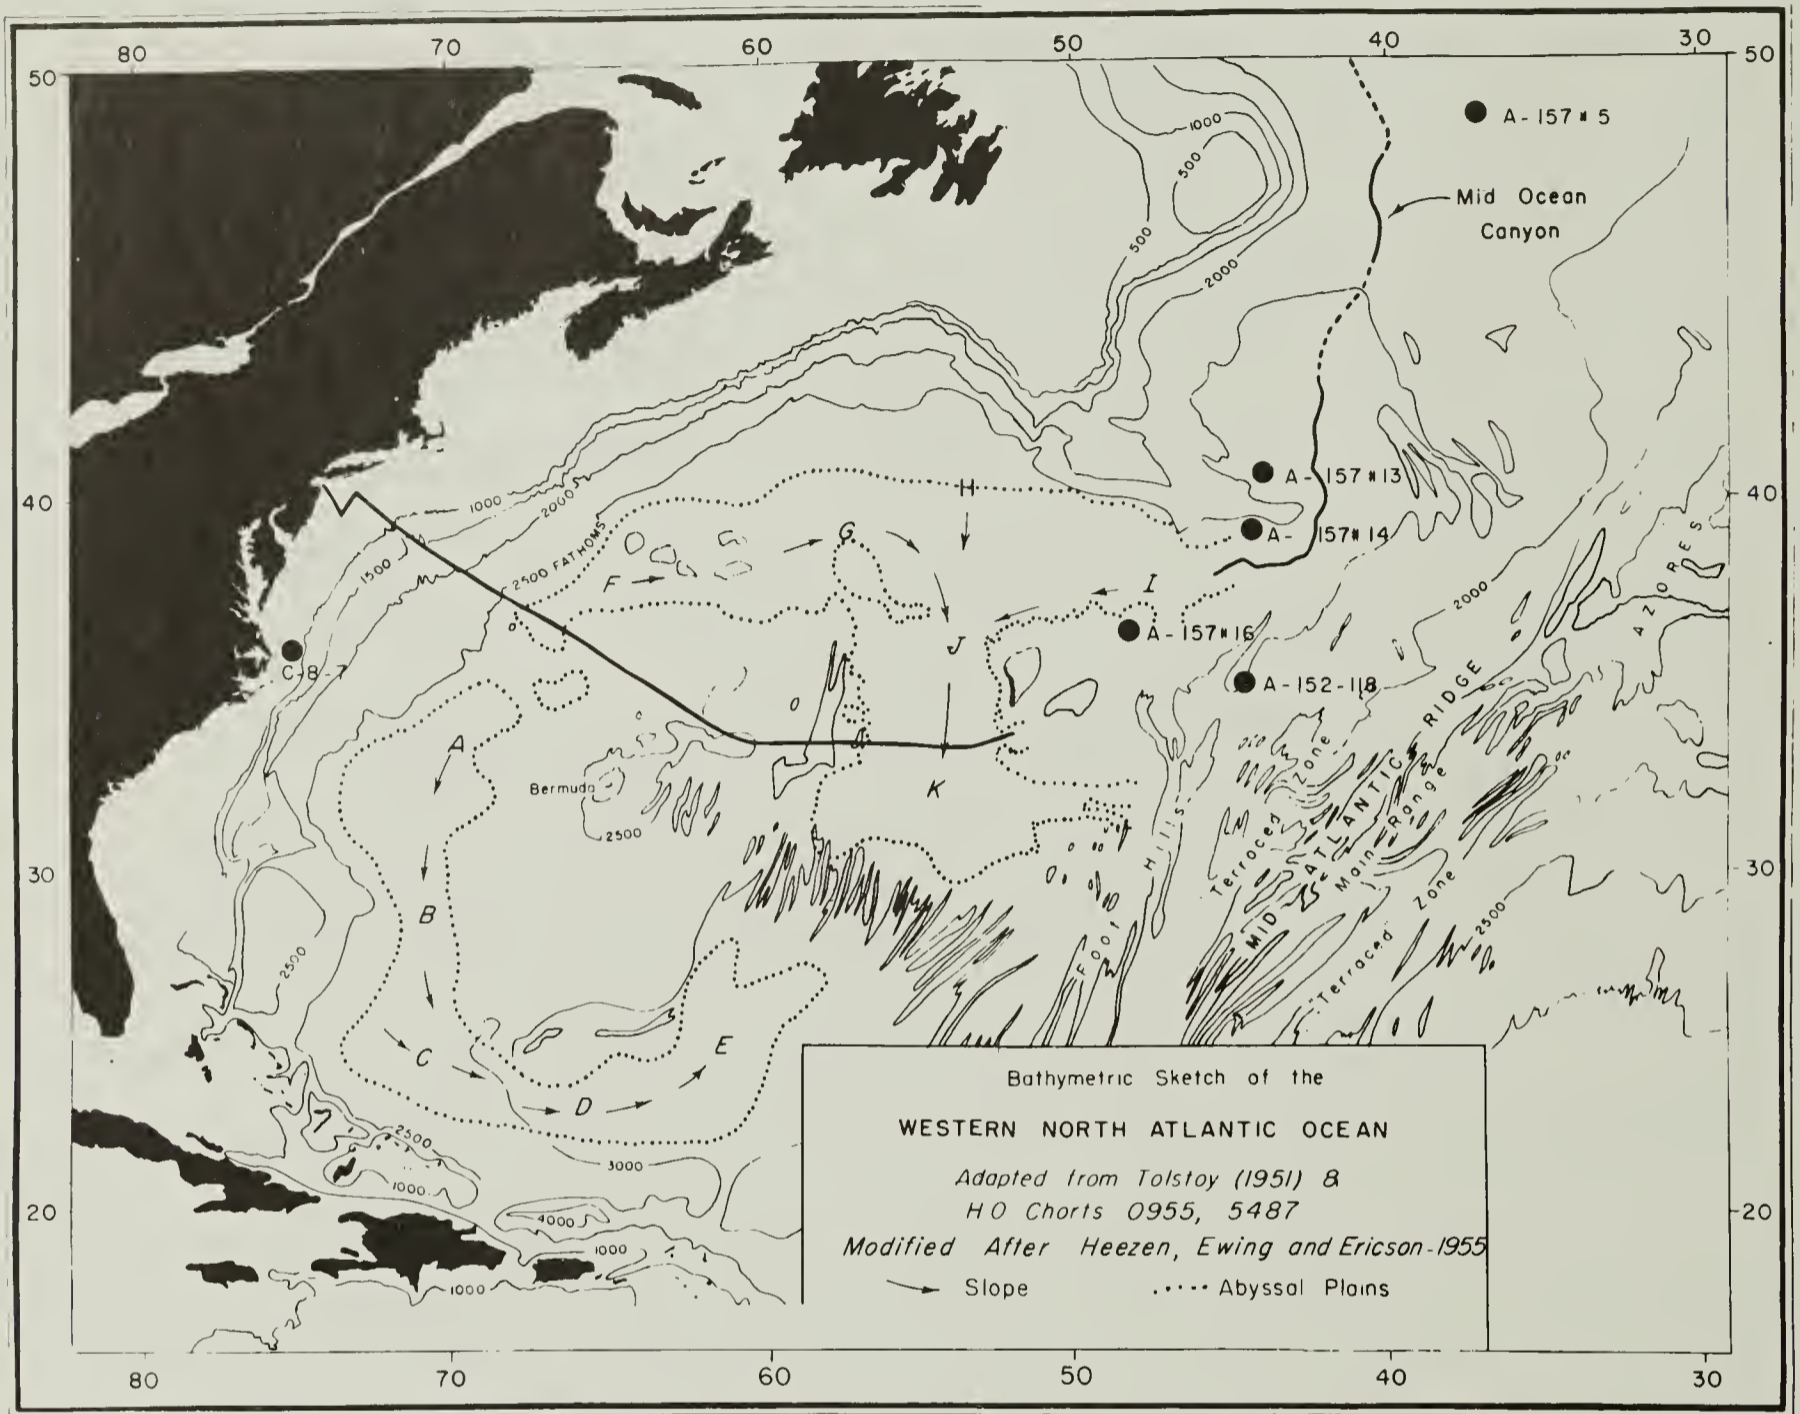 80 70 60 50 40 30
50 50
A-157#5
1000
500
Mid Ocean
Canyon
500
2000
40 40
1000
2000
H
A-157#13
G
A-157#14
2500 FATHOMS
1500
F
I
2000
AZORES
A-157#16
J
C-8-7
A-152-118
A
K
Bermuda
2500
Foot Hills
Terraced Zone
MID ATLANTIC RIDGE
Main Range
Terraced Zone
30 30
B
2500
2500
C
E
D
2500
3000
1000
4000
1000
1000
20 20
Bathymetric Sketch of the
WESTERN NORTH ATLANTIC OCEAN
Adapted from Tolstoy (1951) &
HO Charts 0955, 5487
Modified After Heezen, Ewing and Ericson-1955
Slope Abyssal Plains
80 70 60 50 40 30